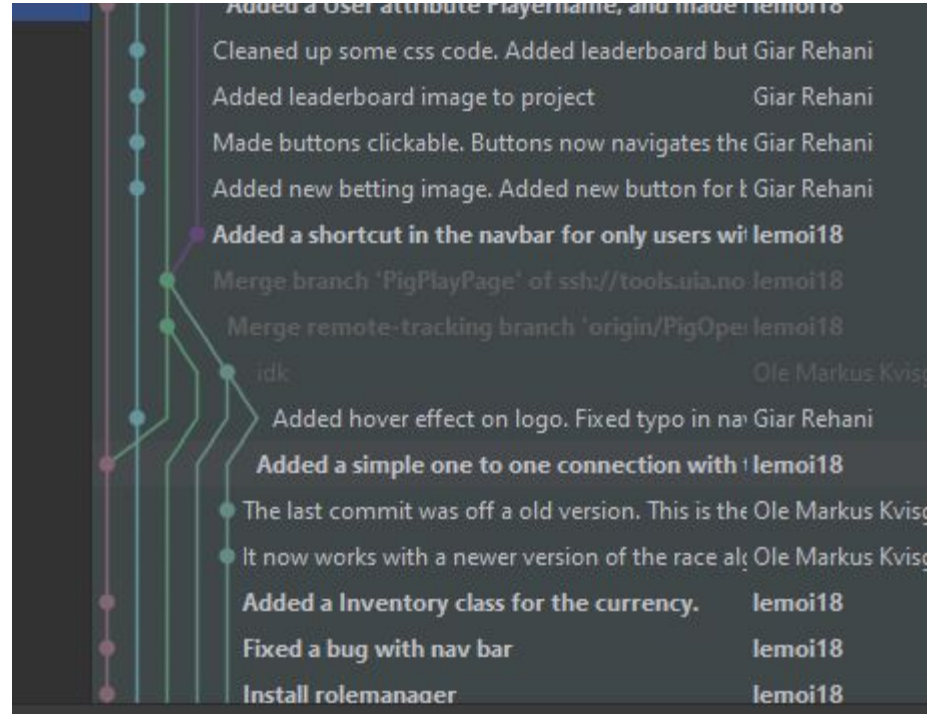 Added a User attribute Playername, and made lemoi18
Cleaned up some css code. Added leaderboard but Giar Rehani
Added leaderboard image to project Giar Rehani
Made buttons clickable. Buttons now navigates the Giar Rehani
Added new betting image. Added new button for b Giar Rehani
Added a shortcut in the navbar for only users wit lemoi18
Merge branch 'PigPlayPage' of ssh://tools.uia.no lemoi18
Merge remote-tracking branch 'origin/PigOper lemoi18
idk Ole Markus Kvisg
Added hover effect on logo. Fixed typo in nav Giar Rehani
Added a simple one to one connection with t lemoi18
The last commit was off a old version. This is the Ole Markus Kvisg
It now works with a newer version of the race alg Ole Markus Kvisg
Added a Inventory class for the currency. lemoi18
Fixed a bug with nav bar lemoi18
Install rolemanager lemoi18